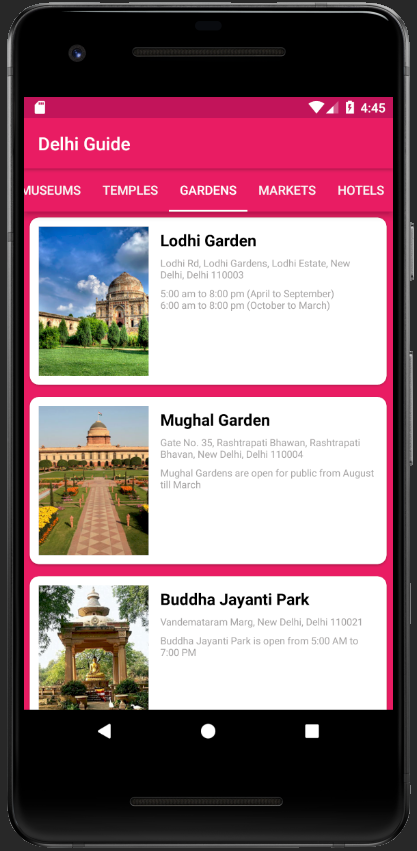 4:45
Delhi Guide
MUSEUMS TEMPLES GARDENS MARKETS HOTELS
Lodhi Garden
Lodhi Rd, Lodhi Gardens, Lodhi Estate, New
Delhi, Delhi 110003
5:00 am to 8:00 pm (April to September)
6:00 am to 8:00 pm (October to March)
Mughal Garden
Gate No. 35, Rashtrapati Bhawan, Rashtrapati
Bhavan, New Delhi, Delhi 110004
Mughal Gardens are open for public from August
till March
Buddha Jayanti Park
Vandemataram Marg, New Delhi, Delhi 110021
Buddha Jayanti Park is open from 5:00 AM to
7:00 PM